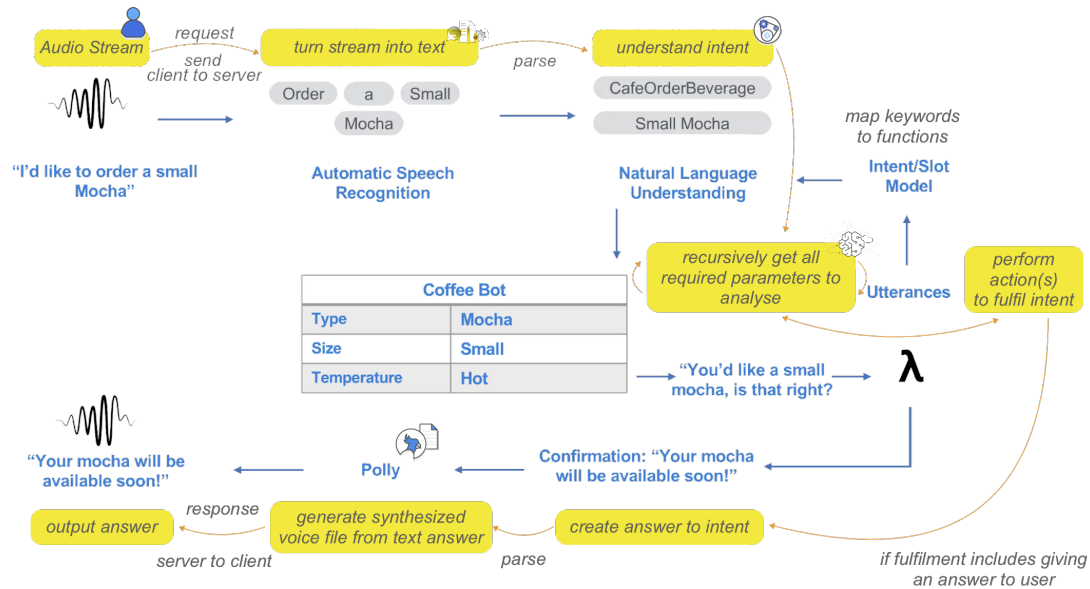 Audio Stream
request
send
client to server
turn stream into text
parse
understand intent
Order
a
Small
Mocha
CafeOrderBeverage
Small Mocha
map keywords
to functions
“I’d like to order a small
Mocha”
Automatic Speech
Recognition
Natural Language
Understanding
Intent/Slot
Model
recursively get all
required parameters to
analyse
Utterances
perform
action(s)
to fulfil intent
Coffee Bot
Type
Mocha
Size
Small
Temperature
Hot
“You’d like a small
mocha, is that right?
λ
“Your mocha will be
available soon!”
Polly
Confirmation: “Your mocha
will be available soon!”
output answer
response
server to client
generate synthesized
voice file from text answer
parse
create answer to intent
if fulfilment includes giving
an answer to user